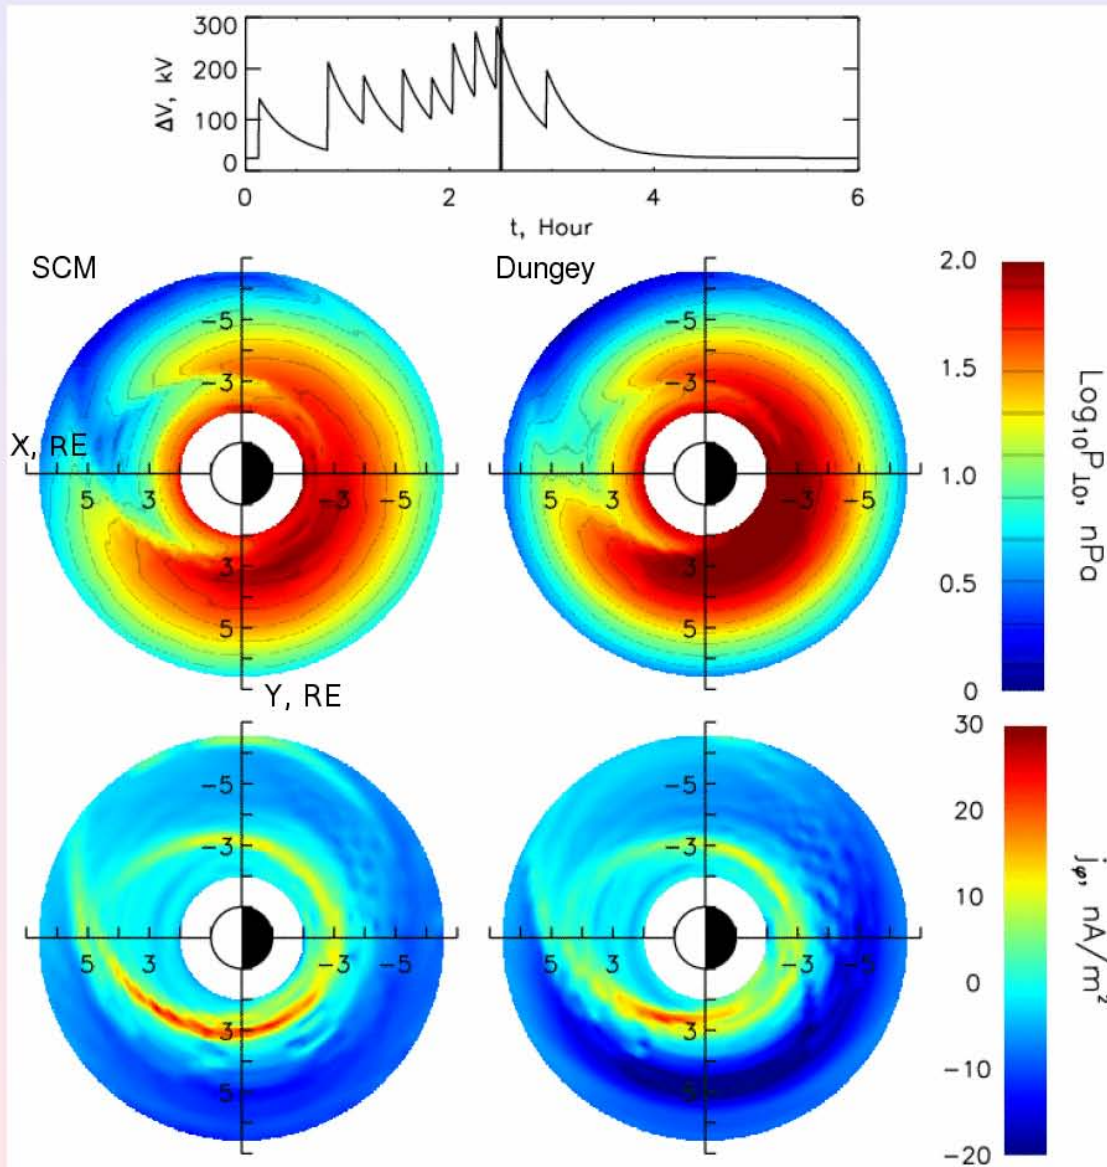 300
200
100
0
ΔV, kV
0 2 4 6
t, Hour
SCM Dungey
2.0
1.5
1.0
0.5
0
Log₁₀P⊥₀, nPa
-5 -5
-3 -3
X, RE
5 3 -3 -5 5 3 -3 -5
3 3
5 5
Y, RE
30
20
10
0
-10
-20
jφ, nA/m²
-5 -5
-3 -3
5 3 -3 -5 5 3 -3 -5
3 3
5 5